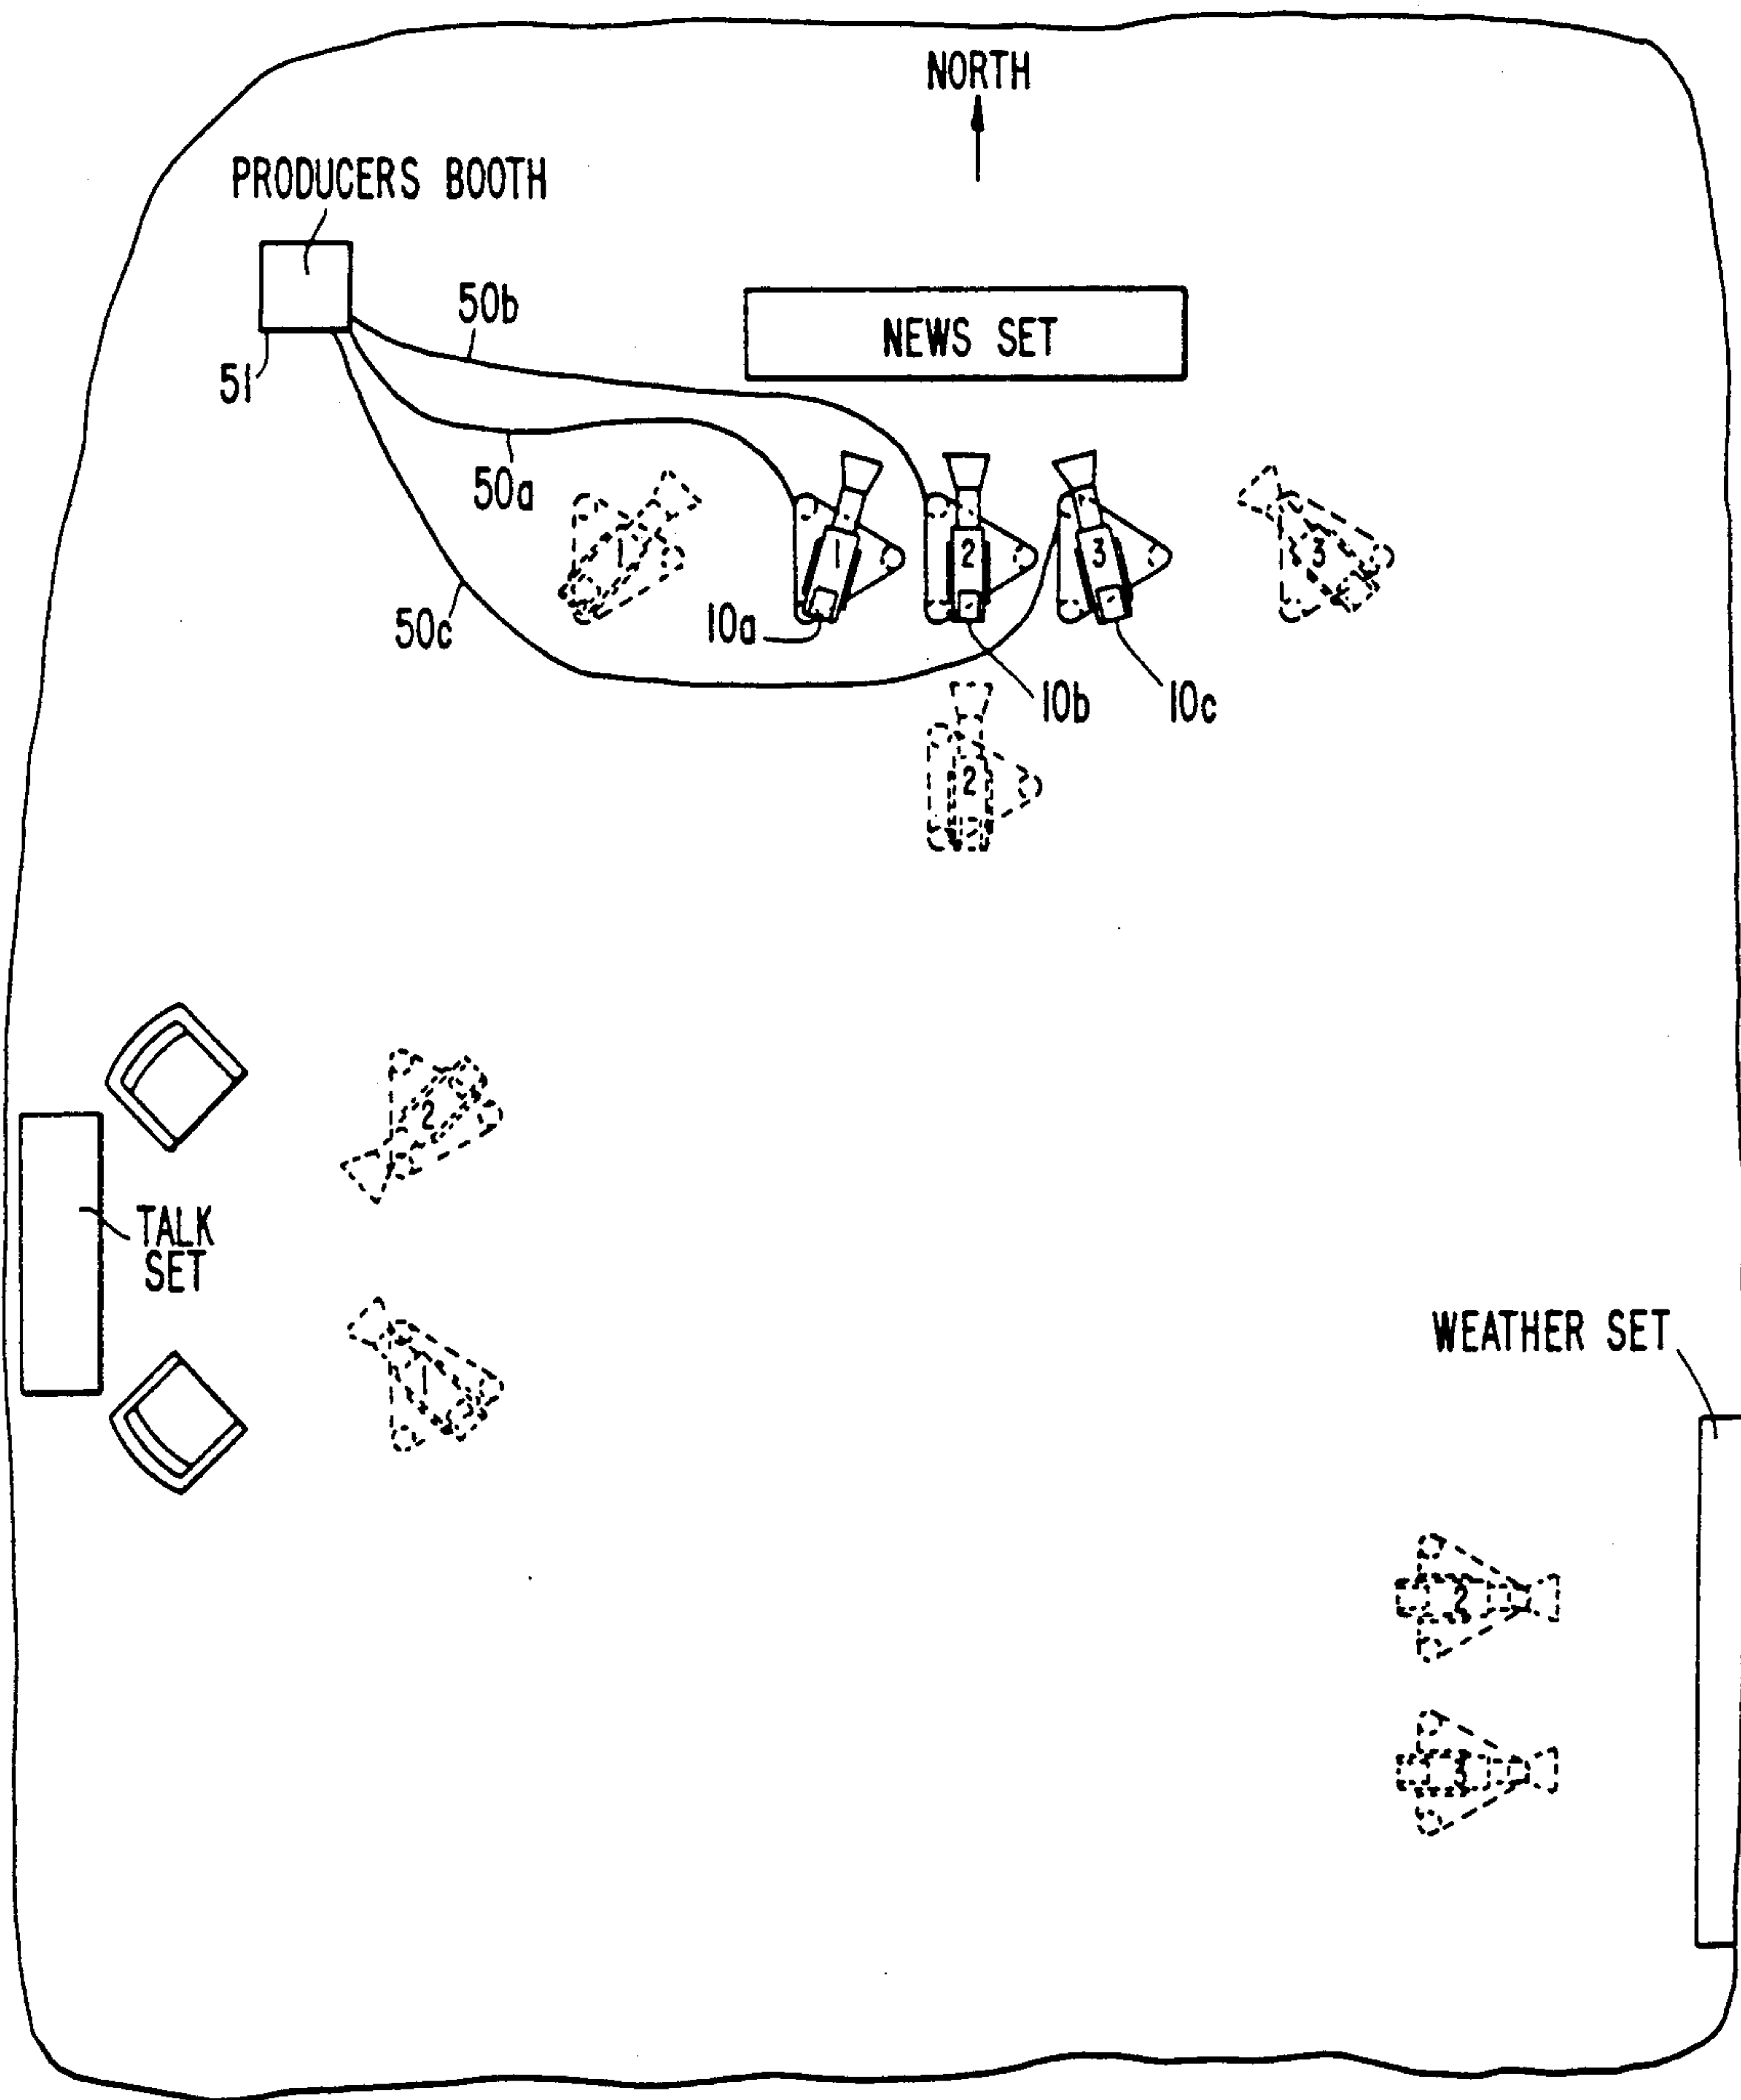 NORTH
PRODUCERS BOOTH
50b
NEWS SET
51
50a
1
1
2
3
3
50c
10a
10b
10c
2
2
TALK
SET
1
WEATHER SET
2
3